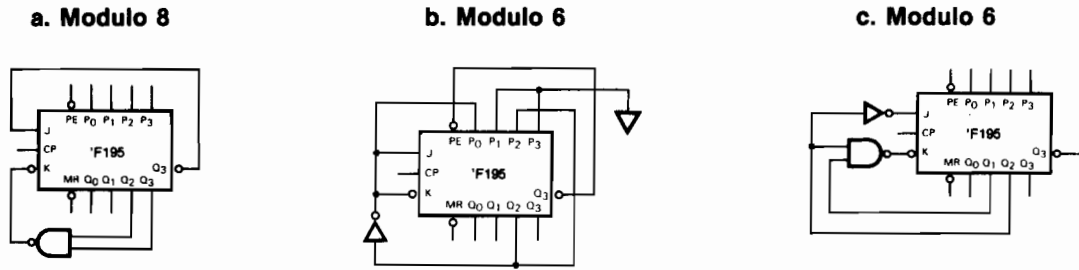 a. Modulo 8
b. Modulo 6
c. Modulo 6
PE P0 P1 P2 P3
J
CP
'F195
K
Q3
MR Q0 Q1 Q2 Q3
PE P0 P1 P2 P3
J
CP
'F195
K
Q3
MR Q0 Q1 Q2 Q3
PE P0 P1 P2 P3
J
CP
'F195
K
Q3
MR Q0 Q1 Q2 Q3